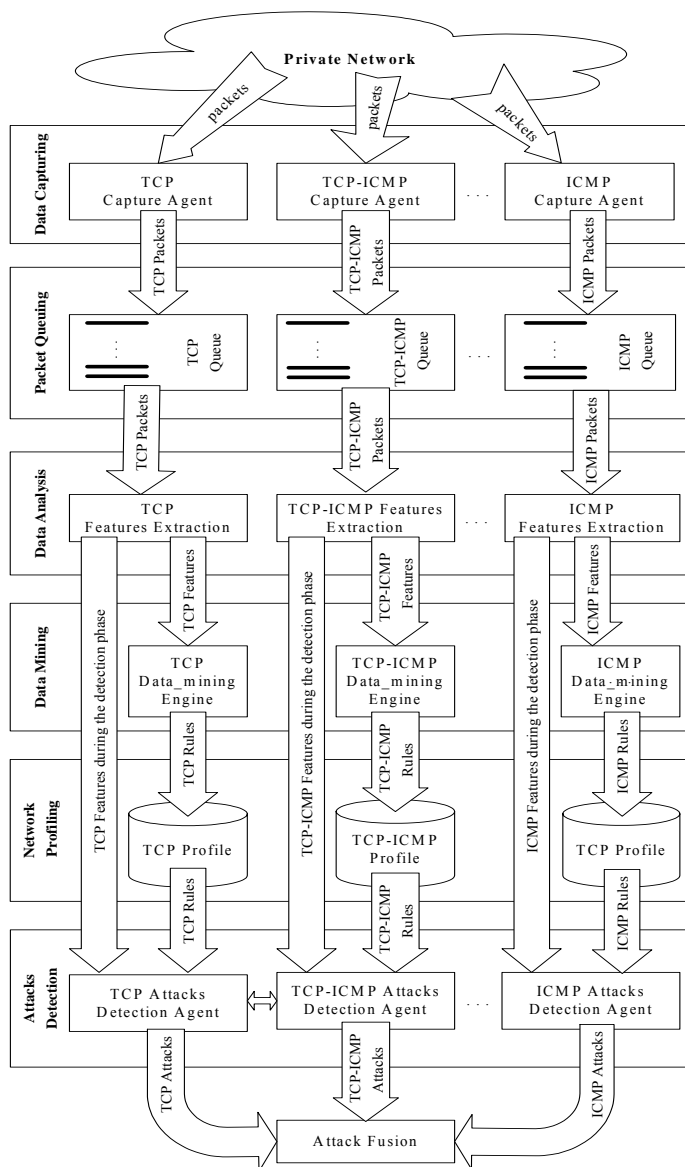 Private Network
packets
packets
packets
Data Capturing
TCP
Capture Agent
TCP-ICMP
Capture Agent
. . .
ICMP
Capture Agent
TCP Packets
TCP-ICMP
Packets
ICMP Packets
Packet Queuing
. . .
TCP
Queue
. . .
TCP-ICMP
Queue
. . .
. . .
ICMP
Queue
TCP Packets
TCP-ICMP
Packets
ICMP Packets
Data Analysis
TCP
Features Extraction
TCP-ICMP Features
Extraction
. . .
ICMP
Features Extraction
TCP Features during the detection phase
TCP Features
TCP-ICMP Features during the detection phase
TCP-ICMP
Features
ICMP Features during the detection phase
ICMP Features
Data Mining
TCP
Data_mining
Engine
TCP-ICMP
Data_mining
Engine
. . .
ICMP
Data_mining
Engine
TCP Rules
TCP-ICMP
Rules
ICMP Rules
Network
Profiling
TCP Profile
TCP-ICMP
Profile
TCP Profile
TCP Rules
TCP-ICMP
Rules
ICMP Rules
Attacks
Detection
TCP Attacks
Detection Agent
TCP-ICMP Attacks
Detection Agent
. . .
ICMP Attacks
Detection Agent
TCP Attacks
TCP-ICMP
Attacks
ICMP Attacks
Attack Fusion